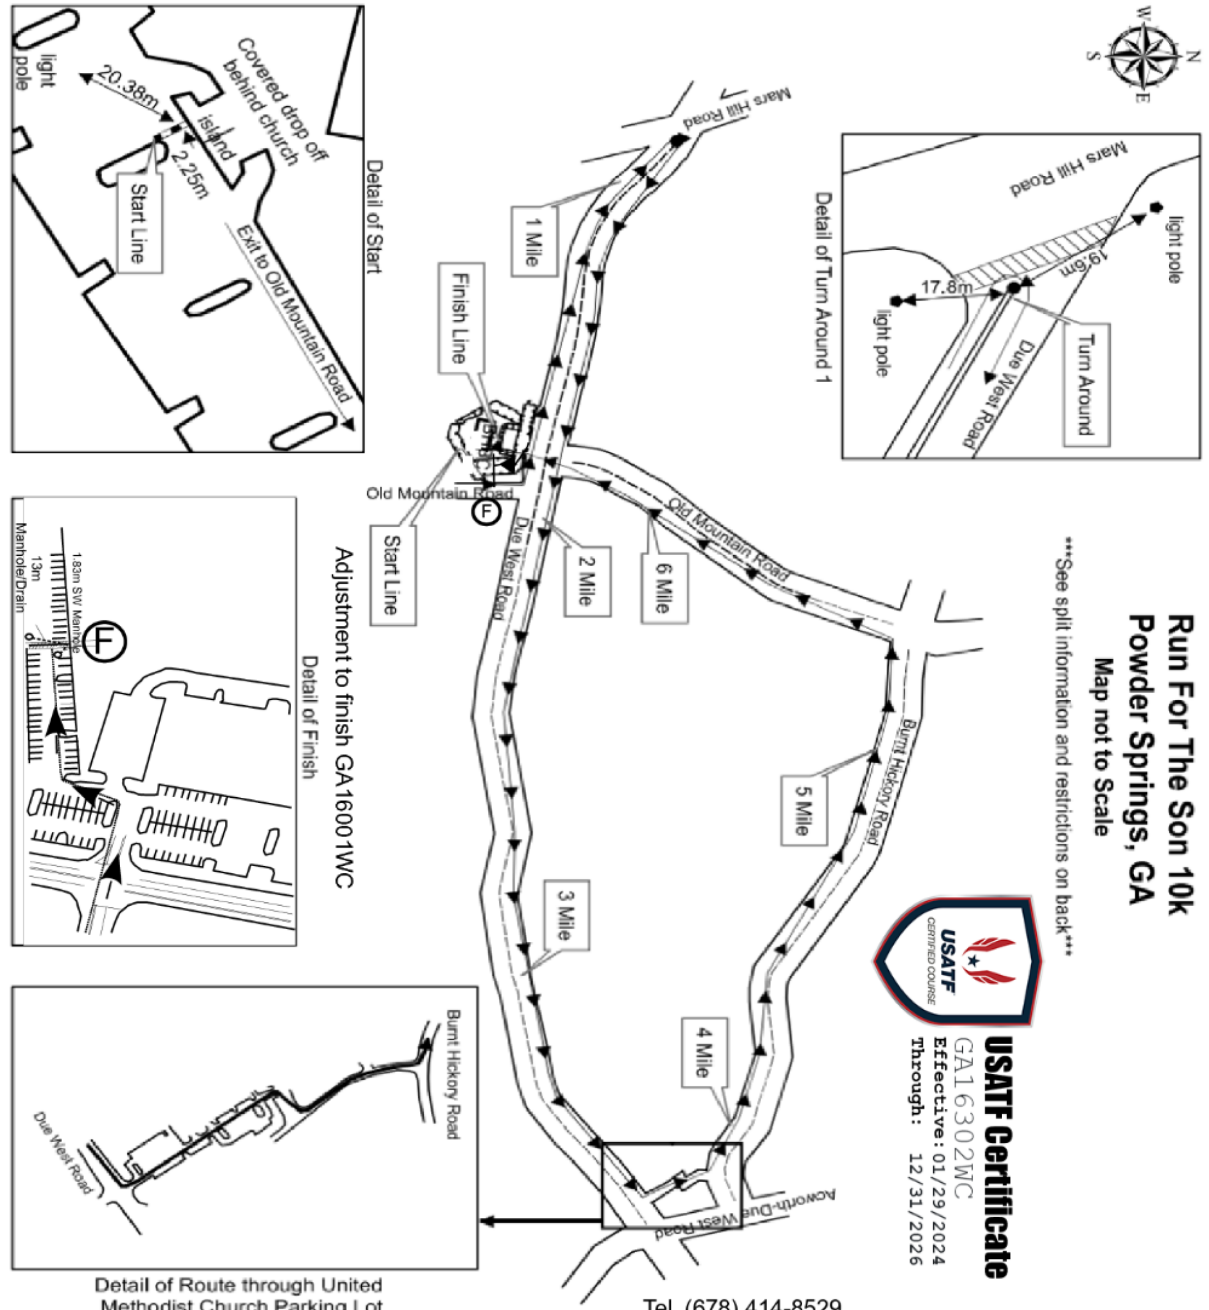 Run For The Son 10k
Powder Springs, GA
Map not to Scale
***See split information and restrictions on back***
USATF
CERTIFIED COURSE
USATF Certificate
GA16302WC
Effective: 01/29/2024
Through: 12/31/2026
N
W
E
S
Mars Hill Road
light pole
19.6m
17.8m
light pole
Turn Around
Due West Road
Detail of Turn Around 1
Mars Hill Road
1 Mile
Finish Line
Start Line
Old Mountain Road
F
Due West Road
Due West Road
2 Mile
6 Mile
Old Mountain Road
Burnt Hickory Road
5 Mile
3 Mile
4 Mile
Acworth-Due West Road
Detail of Start
Covered drop off
behind church
light
pole
20.38m
island
2.25m
Start Line
Exit to Old Mountain Road
Adjustment to finish GA16001WC
Detail of Finish
F
1.83m SW Manhole
13m
Manhole/Drain
Burnt Hickory Road
Due West Road
Detail of Route through United
Methodist Church Parking Lot
Tel. (678) 414-8529